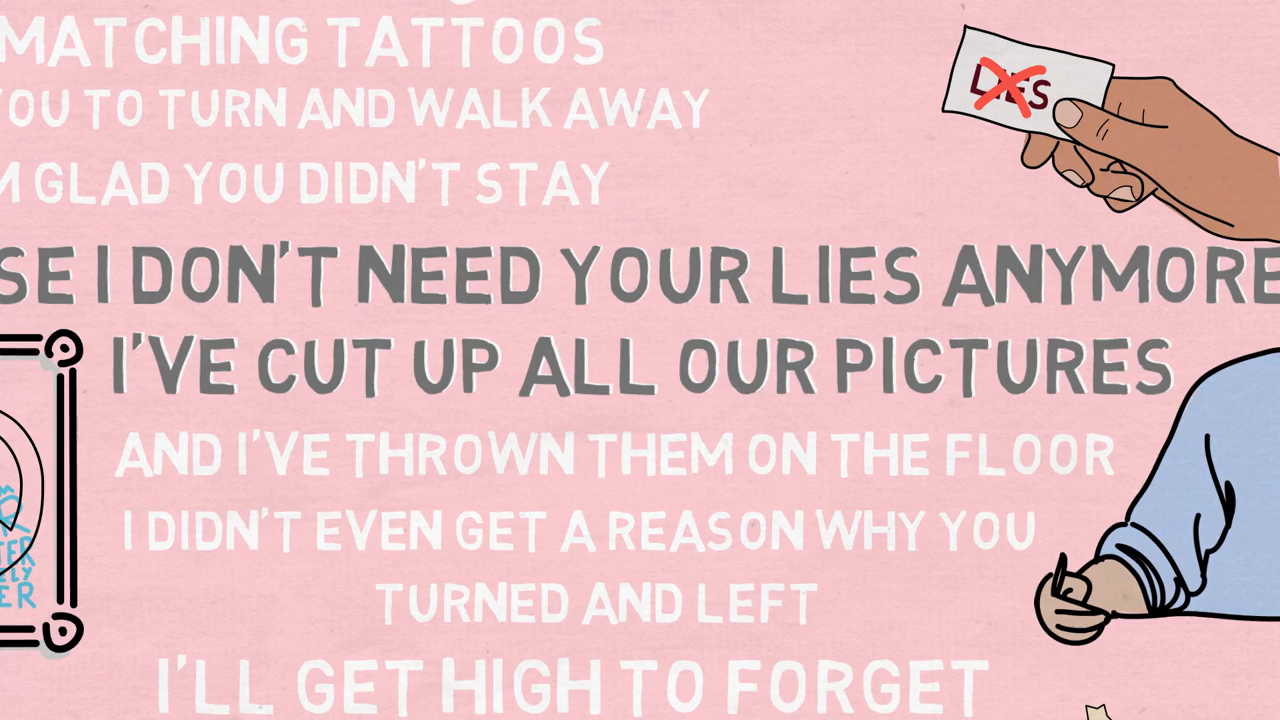 MATCHING TATTOOS
LIES
YOU TO TURN AND WALK AWAY
GLAD YOU DIDN'T STAY
I DON'T NEED YOUR LIES ANYMORE
I'VE CUT UP ALL OUR PICTURES
AND I'VE THROWN THEM ON THE FLOOR
I DIDN'T EVEN GET A REASON WHY YOU
TURNED AND LEFT
I'LL GET HIGH TO FORGET